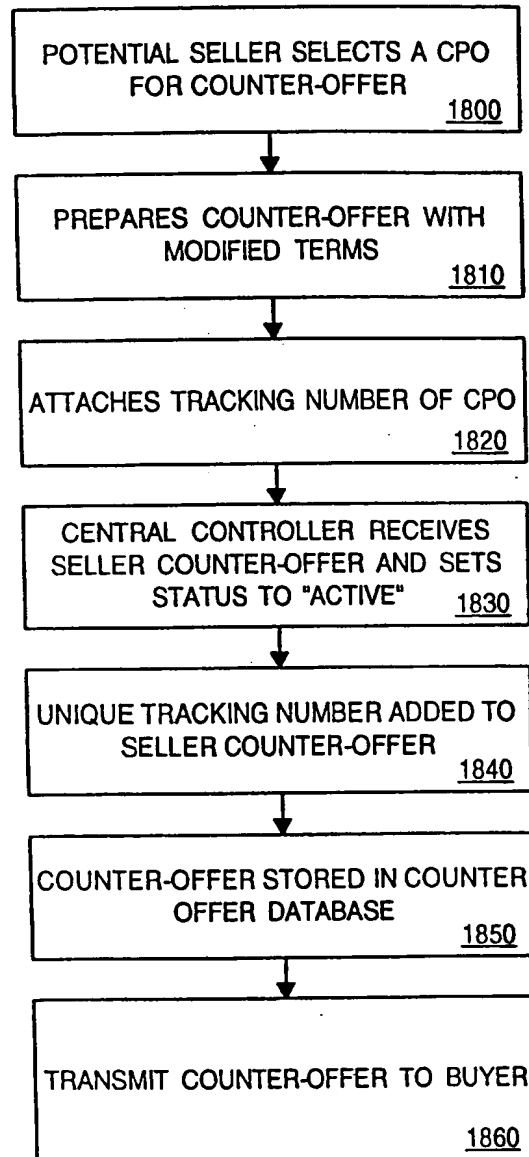 POTENTIAL SELLER SELECTS A CPO
FOR COUNTER-OFFER
1800
PREPARES COUNTER-OFFER WITH
MODIFIED TERMS
1810
ATTACHES TRACKING NUMBER OF CPO
1820
CENTRAL CONTROLLER RECEIVES
SELLER COUNTER-OFFER AND SETS
STATUS TO "ACTIVE"
1830
UNIQUE TRACKING NUMBER ADDED TO
SELLER COUNTER-OFFER
1840
COUNTER-OFFER STORED IN COUNTER
OFFER DATABASE
1850
TRANSMIT COUNTER-OFFER TO BUYER
1860